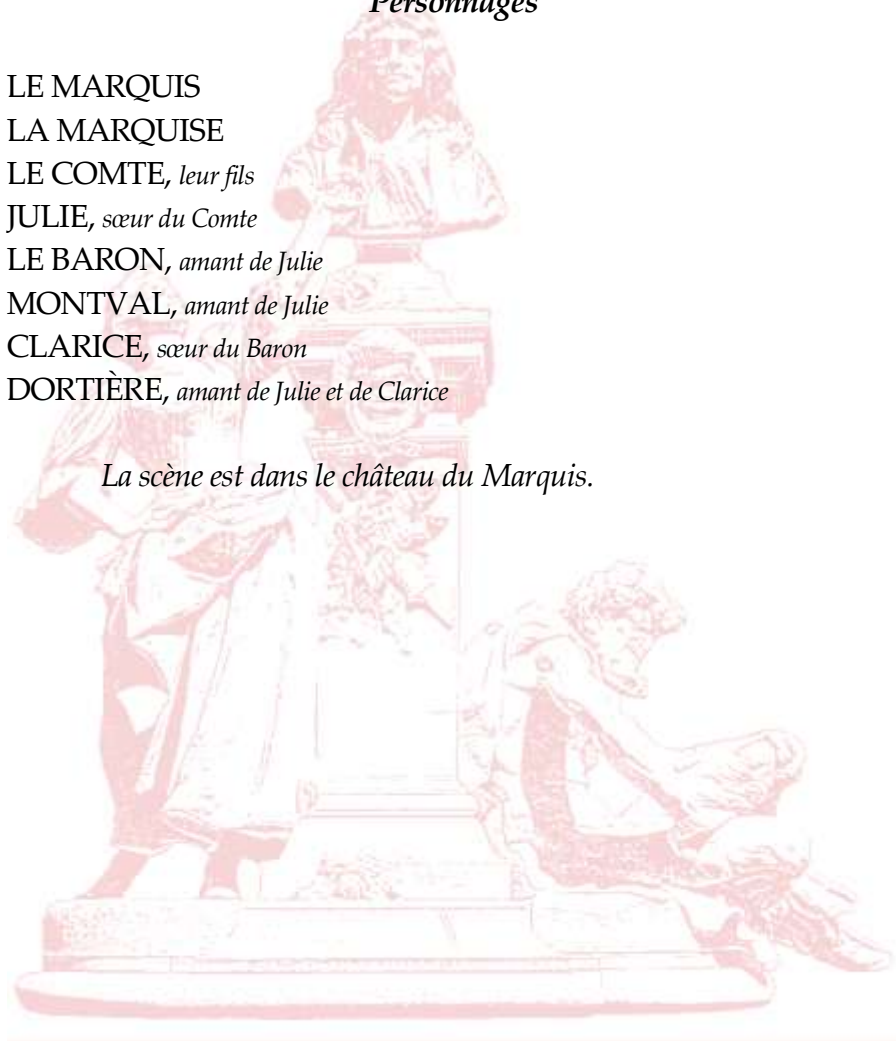 Personnages
LE MARQUIS
LA MARQUISE
LE COMTE, leur fils
JULIE, sœur du Comte
LE BARON, amant de Julie
MONTVAL, amant de Julie
CLARICE, sœur du Baron
DORTIÈRE, amant de Julie et de Clarice
La scène est dans le château du Marquis.